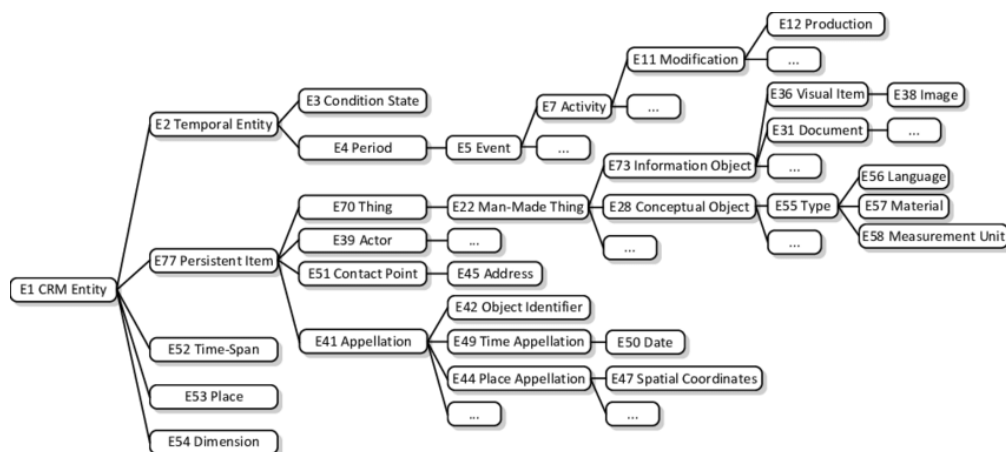 E12 Production
E11 Modification
...
E3 Condition State
E7 Activity
E36 Visual Item
E38 Image
E2 Temporal Entity
...
E31 Document
...
E4 Period
E5 Event
...
E73 Information Object
...
E56 Language
E70 Thing
E22 Man-Made Thing
E28 Conceptual Object
E55 Type
E57 Material
E39 Actor
...
...
...
E58 Measurement Unit
E77 Persistent Item
E51 Contact Point
E45 Address
E1 CRM Entity
E42 Object Identifier
E41 Appellation
E49 Time Appellation
E50 Date
E52 Time-Span
E44 Place Appellation
E47 Spatial Coordinates
E53 Place
...
...
E54 Dimension